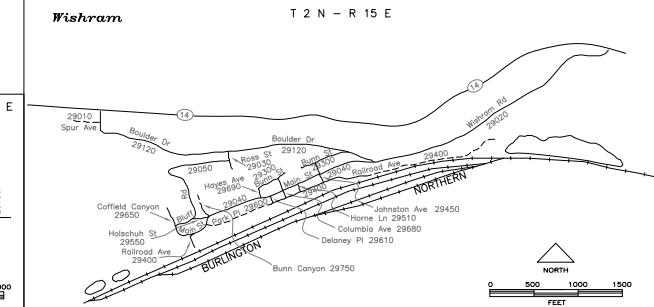 Wishram
T 2 N - R 15 E
E
14
14
29010
Spur Ave
Boulder Dr
29120
Boulder Dr
29120
Wishram Rd
29020
29050
Ross St
29030
Bunn St
29300
29400
29040
Railroad Ave
Hayes Ave
29690
29300
Bunn St
Main St
29400
Rd
Bluff
29040
Park Pl 29600
Main St
Coffield Canyon
29650
Holschuh St
29550
Railroad Ave
29400
NORTHERN
BURLINGTON
Johnston Ave 29450
Horne Ln 29510
Columbia Ave 29680
Delaney Pl 29610
Bunn Canyon 29750
NORTH
0 500 1000 1500
FEET